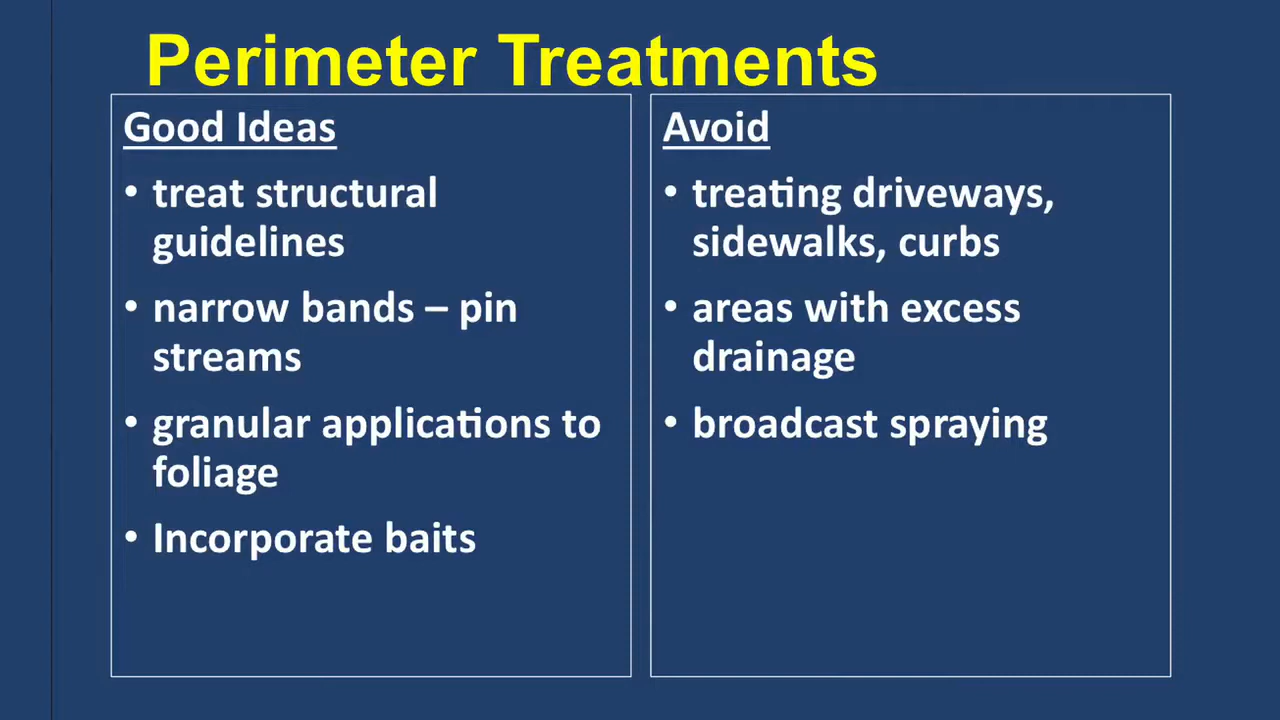 Perimeter Treatments
Good Ideas
• treat structural
guidelines
• narrow bands – pin
streams
• granular applications to
foliage
• Incorporate baits
Avoid
• treating driveways,
sidewalks, curbs
• areas with excess
drainage
• broadcast spraying